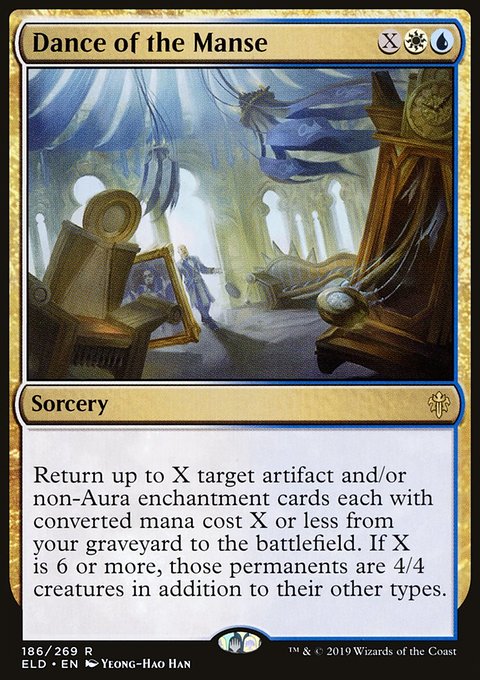 Dance of the Manse X
Sorcery
Return up to X target artifact and/or
non-Aura enchantment cards each with
converted mana cost X or less from
your graveyard to the battlefield. If X
is 6 or more, those permanents are 4/4
creatures in addition to their other types.
186/269 R
ELD • EN Yeong-Hao Han
™ & © 2019 Wizards of the Coast